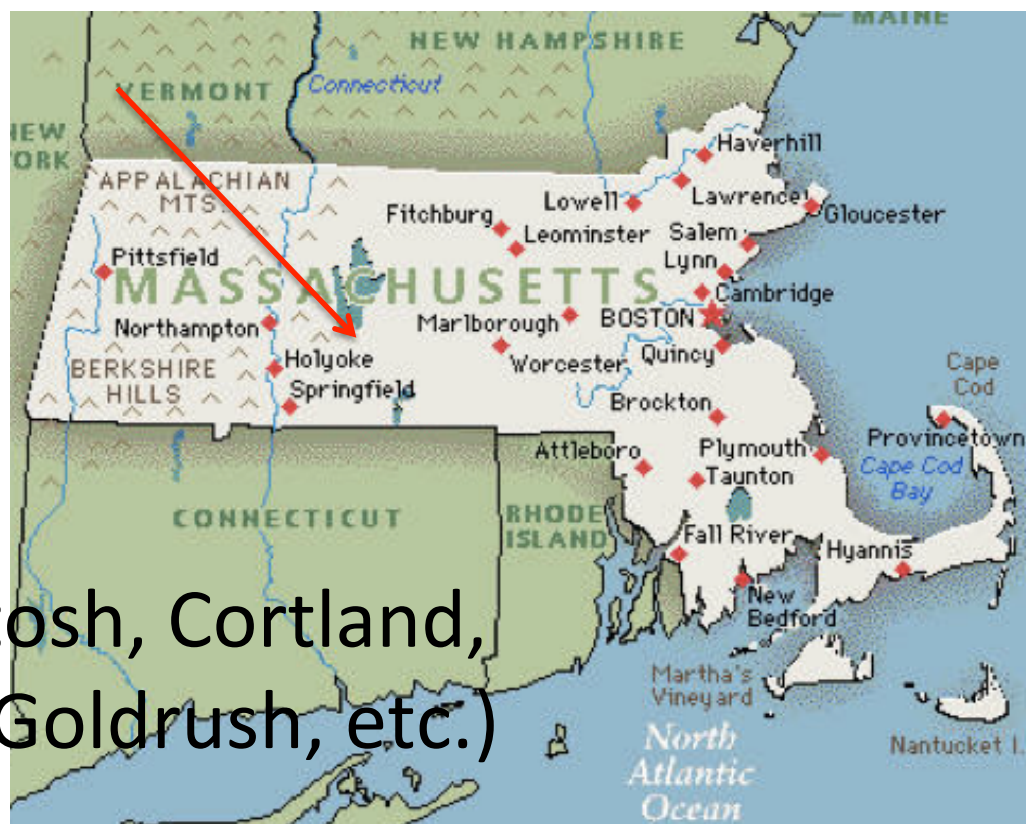 MAINE
NEW HAMPSHIRE
Connecticut
VERMONT
NEW
ORK
Haverhill
APPALACHIAN
MTS.
Lowell
Lawrence
Fitchburg
Gloucester
Leominster
Salem
Lynn
Pittsfield
MASSACHUSETTS
Cambridge
Northampton
Marlborough
BOSTON
Holyoke
Worcester
Quincy
BERKSHIRE
HILLS
Springfield
Cape
Cod
Brockton
Provincetown
Attleboro
Plymouth
Cape Cod
Bay
Taunton
CONNECTICUT
RHODE
ISLAND
Fall River
Hyannis
New
Bedford
tosh, Cortland,
Goldrush, etc.)
Martha's
Vineyard
Nantucket I.
North
Atlantic
Ocean